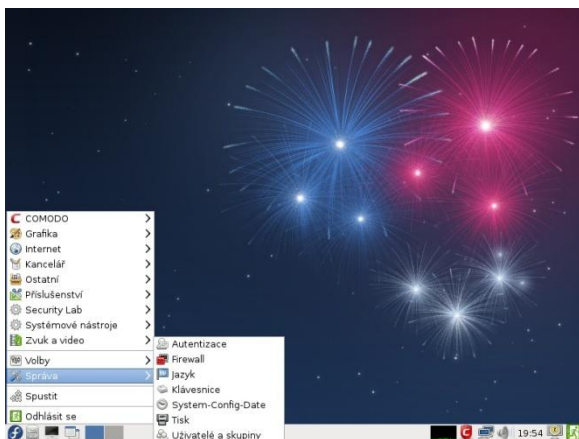 COMODO
Grafika
Internet
Kancelář
Ostatní
Příslušenství
Security Lab
Systémové nástroje
Zvuk a video
Volby
Správa
Spustit
Odhlásit se
Autentizace
Firewall
Jazyk
Klávesnice
System-Config-Date
Tisk
Uživatelé a skupiny
19:54